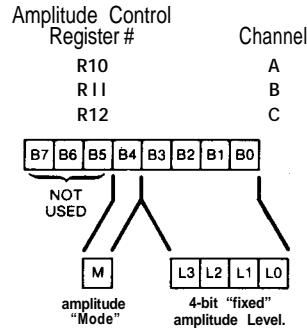 Amplitude Control
Register # Channel
R10 A
R11 B
R12 C
B7 B6 B5 B4 B3 B2 B1 B0
NOT
USED
M L3 L2 L1 L0
amplitude 4-bit "fixed"
"Mode" amplitude Level.